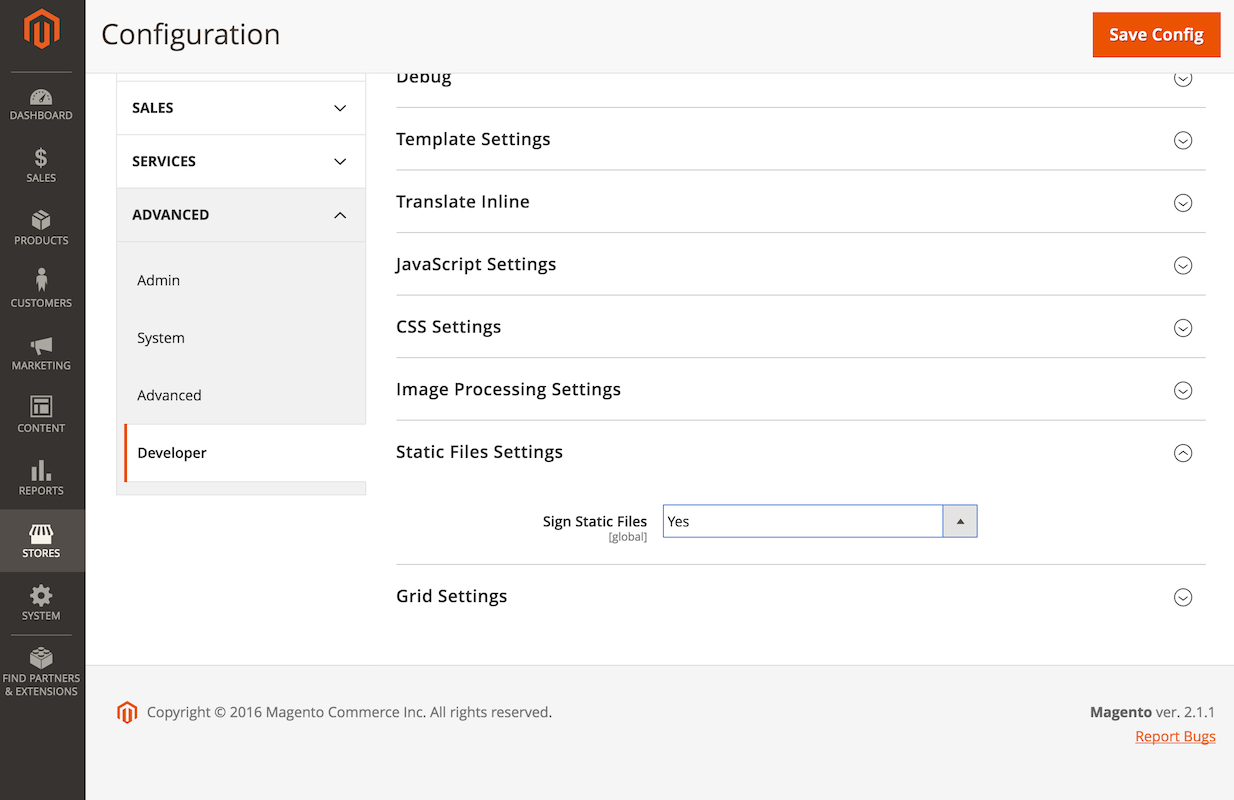 Configuration
Save Config
DASHBOARD
SALES
PRODUCTS
CUSTOMERS
MARKETING
CONTENT
REPORTS
STORES
SYSTEM
FIND PARTNERS
& EXTENSIONS
SALES
SERVICES
ADVANCED
Admin
System
Advanced
Developer
Debug
Template Settings
Translate Inline
JavaScript Settings
CSS Settings
Image Processing Settings
Static Files Settings
Sign Static Files Yes
[global]
Grid Settings
Copyright © 2016 Magento Commerce Inc. All rights reserved.
Magento ver. 2.1.1
Report Bugs